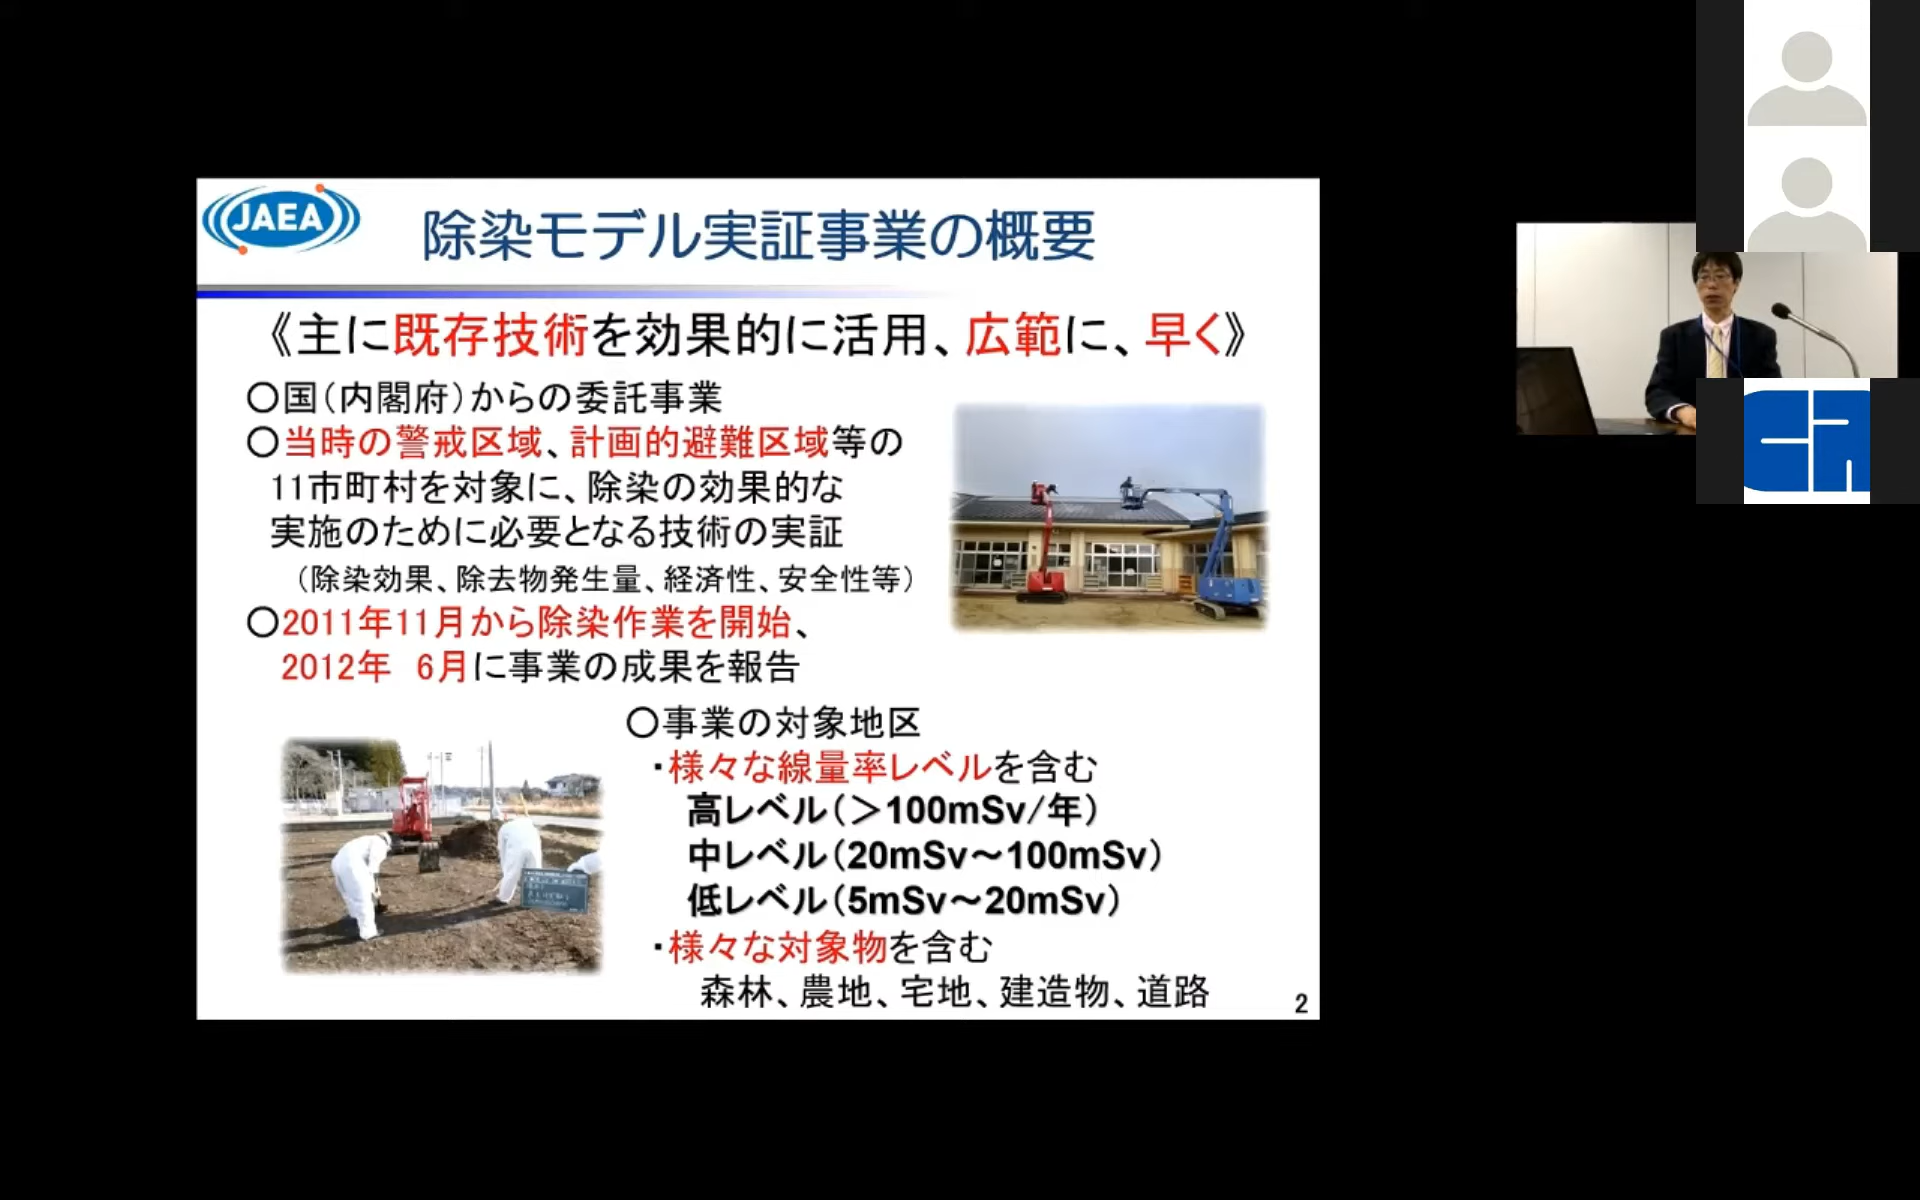 JAEA
除染モデル実証事業の概要
《主に既存技術を効果的に活用、広範に、早く》
○国(内閣府)からの委託事業
○当時の警戒区域、計画的避難区域等の
11市町村を対象に、除染の効果的な
実施のために必要となる技術の実証
(除染効果、除去物発生量、経済性、安全性等)
○2011年11月から除染作業を開始、
2012年 6月に事業の成果を報告
○事業の対象地区
・様々な線量率レベルを含む
高レベル(>100mSv/年)
中レベル(20mSv~100mSv)
低レベル(5mSv~20mSv)
・様々な対象物を含む
森林、農地、宅地、建造物、道路
2